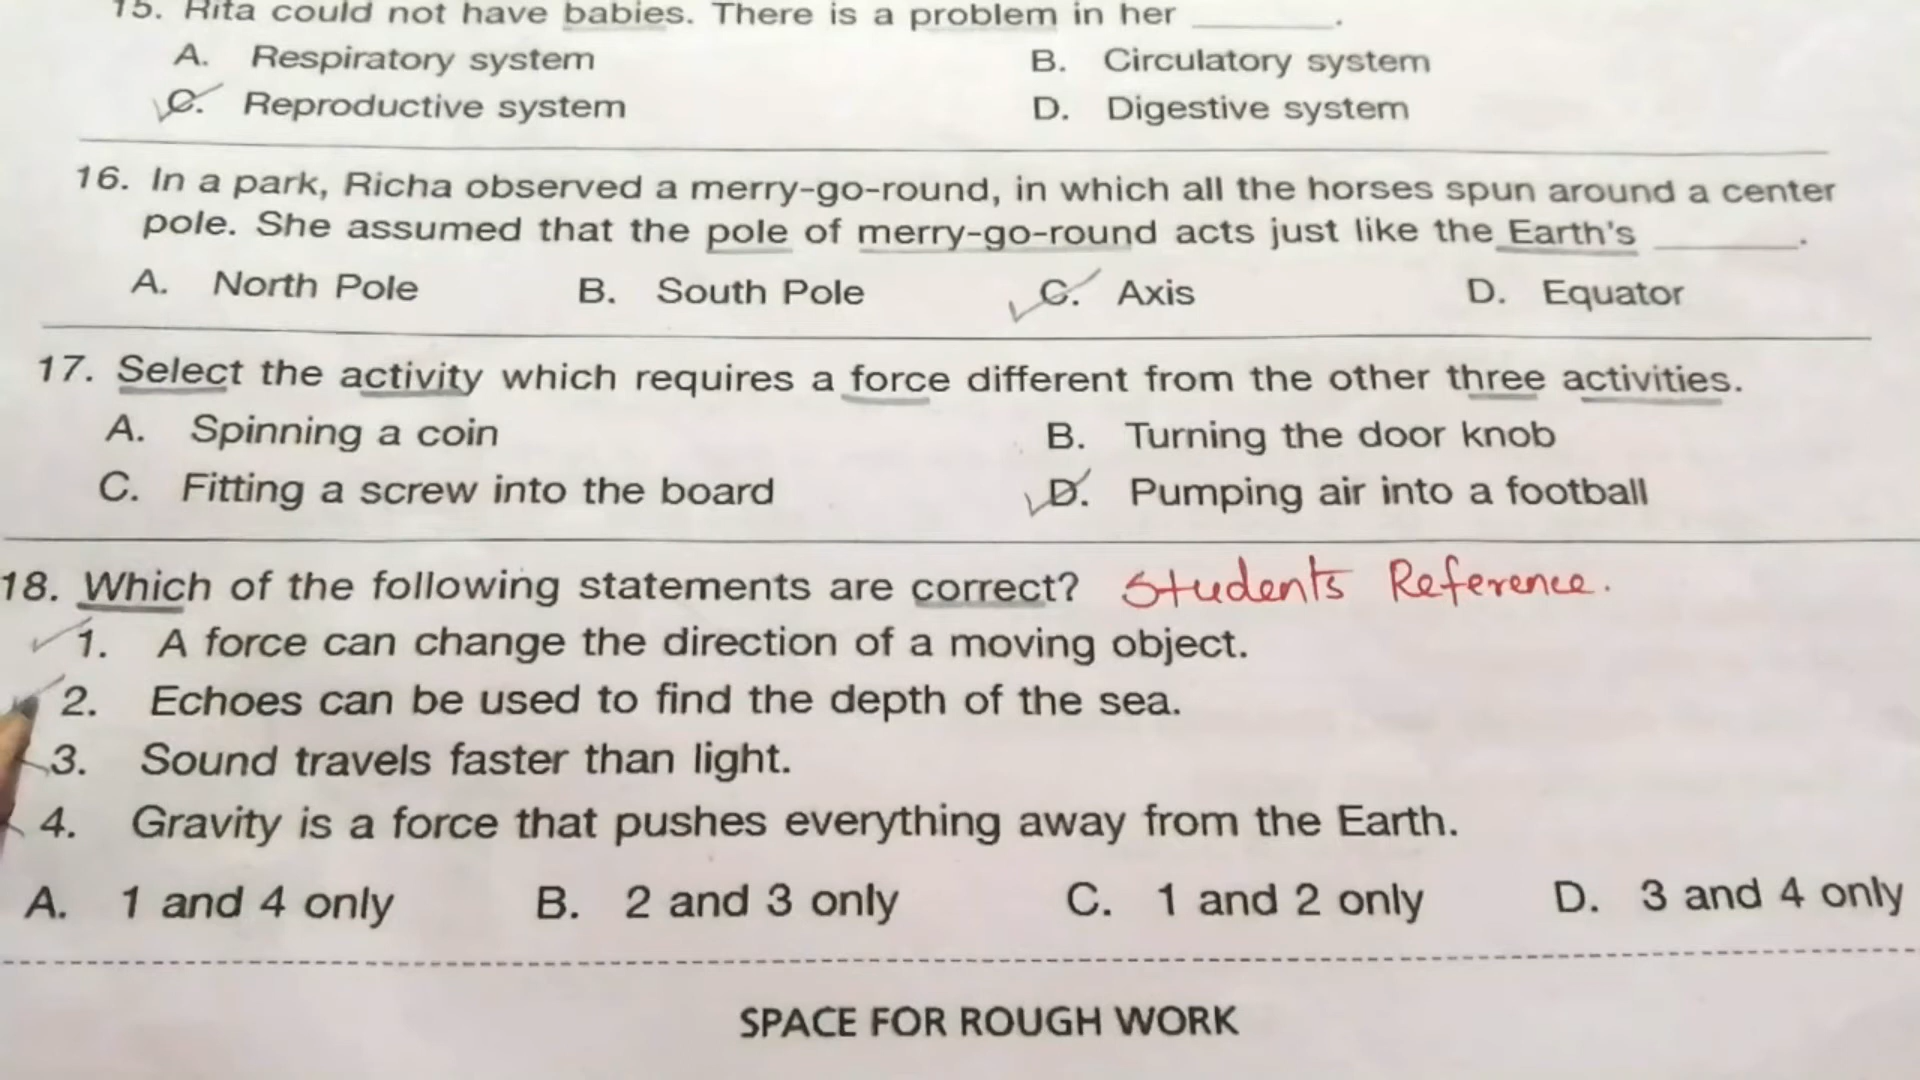 15. Rita could not have babies. There is a problem in her ________.
A. Respiratory system B. Circulatory system
C. Reproductive system D. Digestive system
16. In a park, Richa observed a merry-go-round, in which all the horses spun around a center
pole. She assumed that the pole of merry-go-round acts just like the Earth's ________.
A. North Pole B. South Pole C. Axis D. Equator
17. Select the activity which requires a force different from the other three activities.
A. Spinning a coin B. Turning the door knob
C. Fitting a screw into the board D. Pumping air into a football
18. Which of the following statements are correct? Students Reference.
1. A force can change the direction of a moving object.
2. Echoes can be used to find the depth of the sea.
3. Sound travels faster than light.
4. Gravity is a force that pushes everything away from the Earth.
A. 1 and 4 only B. 2 and 3 only C. 1 and 2 only D. 3 and 4 only
SPACE FOR ROUGH WORK